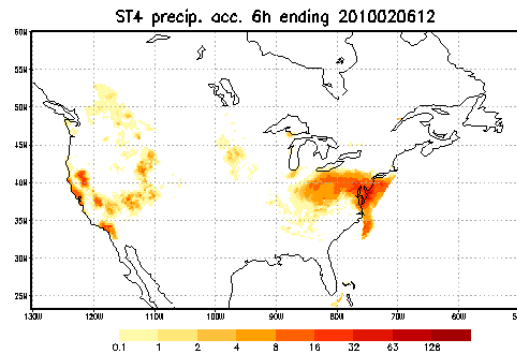 ST4 precip. acc. 6h ending 2010020612
60N
55N
50N
45N
40N
35N
30N
25N
130W 120W 110W 100W 90W 80W 70W 60W
0.1 1 2 4 8 16 32 63 128